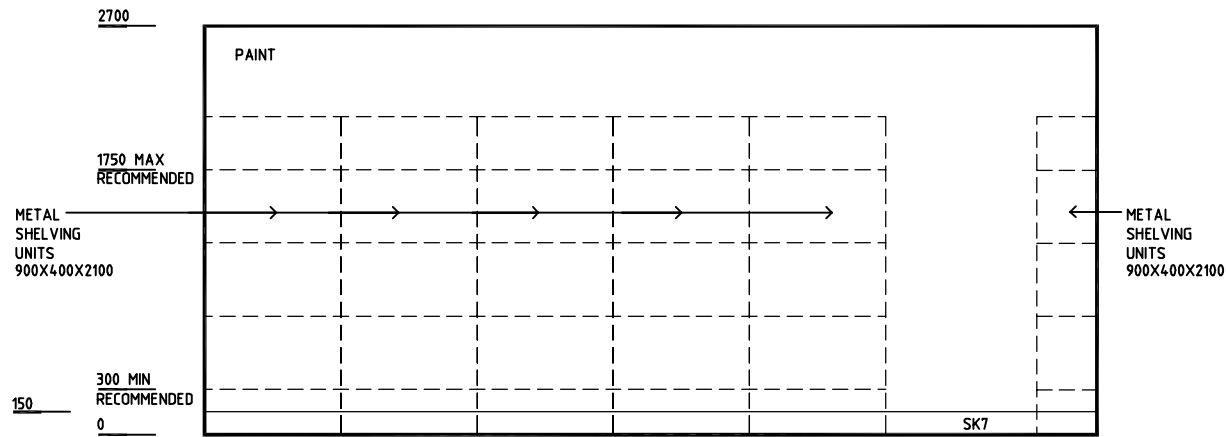 2700
PAINT
1750 MAX
RECOMMENDED
METAL
SHELVING
UNITS
900X400X2100
METAL
SHELVING
UNITS
900X400X2100
300 MIN
RECOMMENDED
150
0
SK7